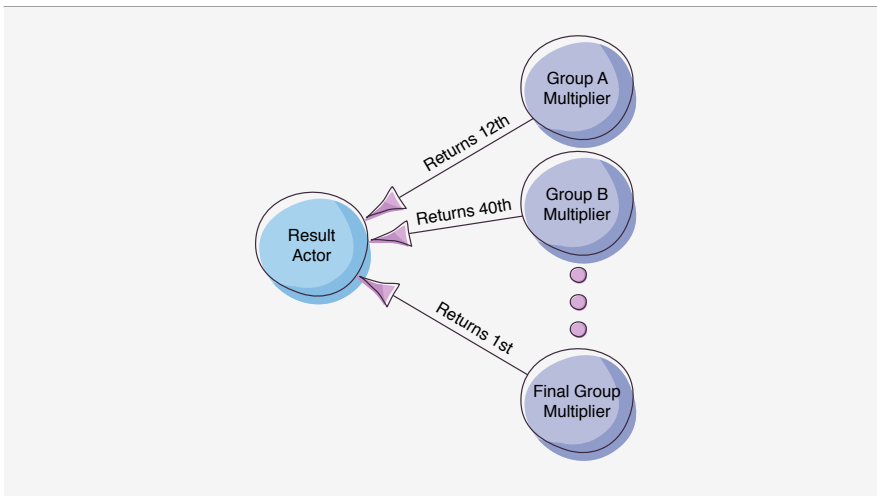 Group A
Multiplier
Returns 12th
Group B
Multiplier
Returns 40th
Result
Actor
Returns 1st
Final Group
Multiplier